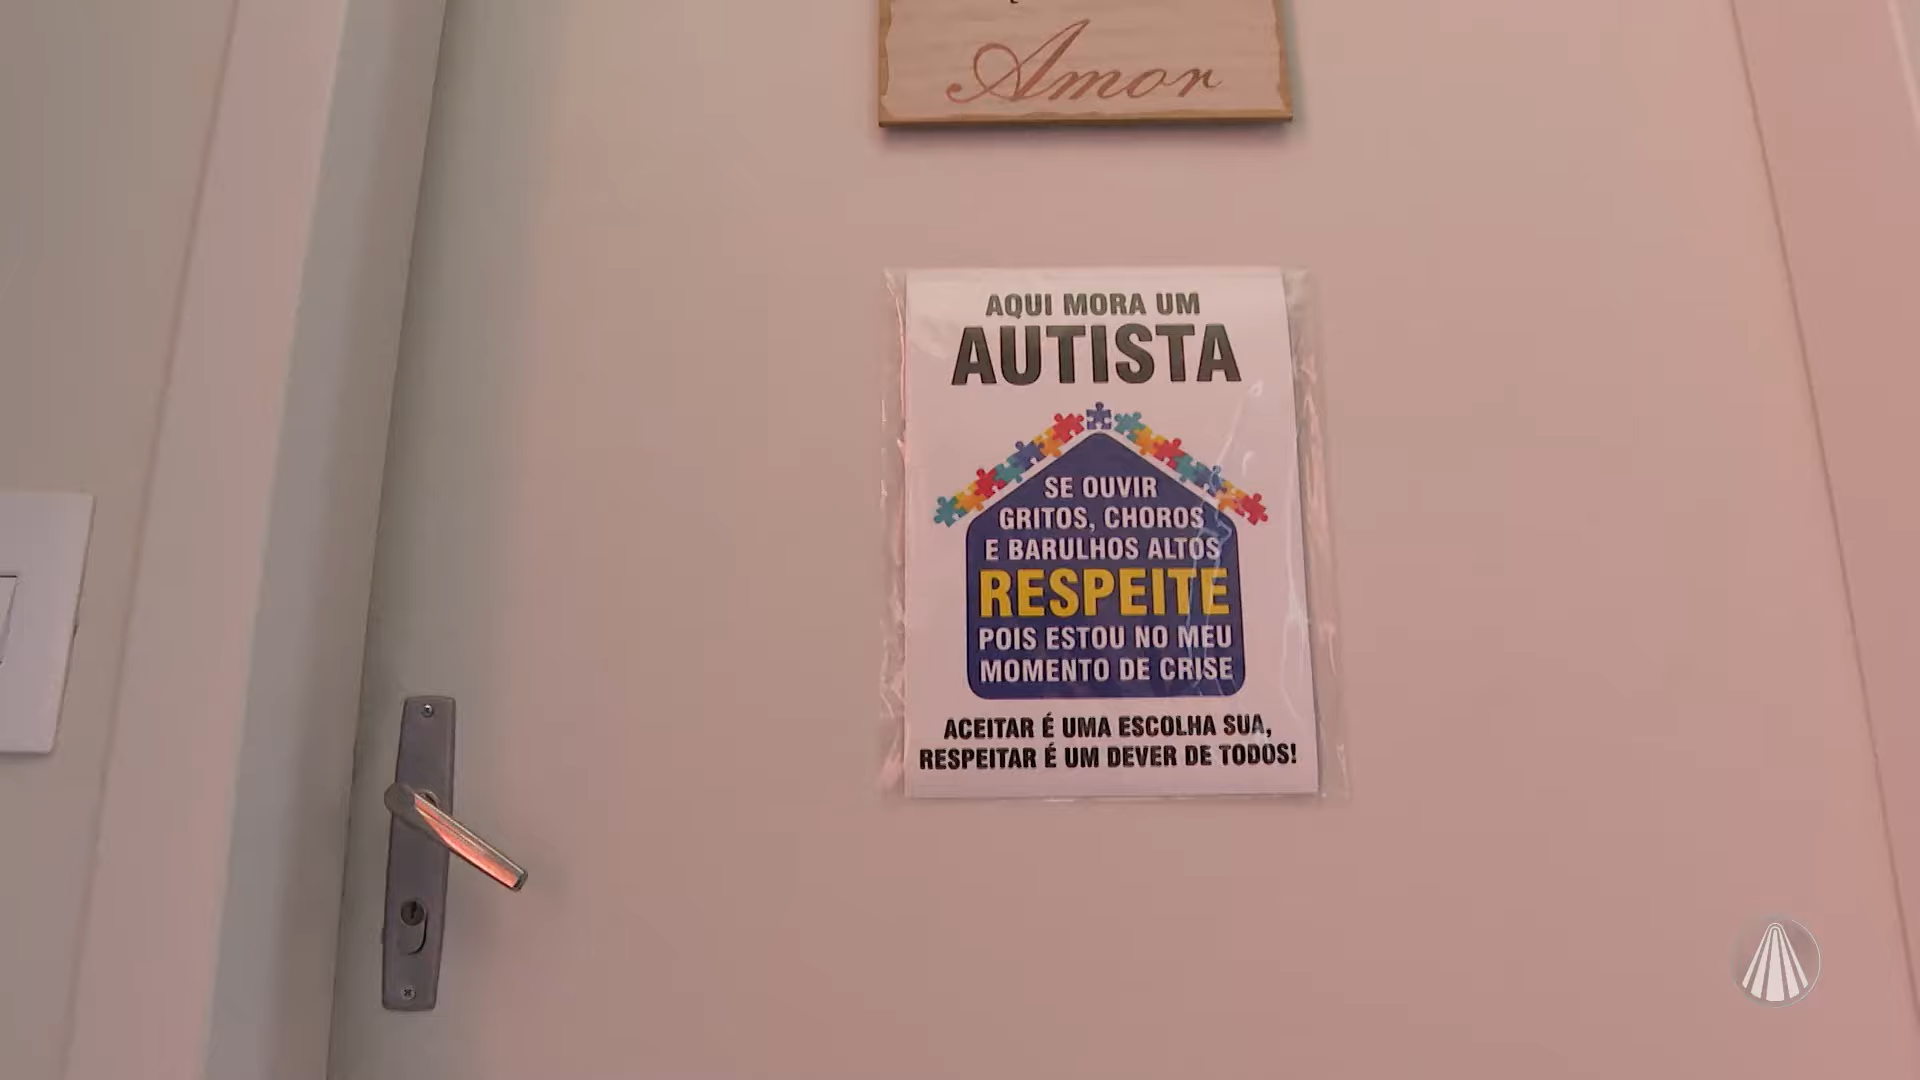 Amor
AQUI MORA UM
AUTISTA
SE OUVIR
GRITOS, CHOROS
E BARULHOS ALTOS
RESPEITE
POIS ESTOU NO MEU
MOMENTO DE CRISE
ACEITAR É UMA ESCOLHA SUA,
RESPEITAR É UM DEVER DE TODOS!